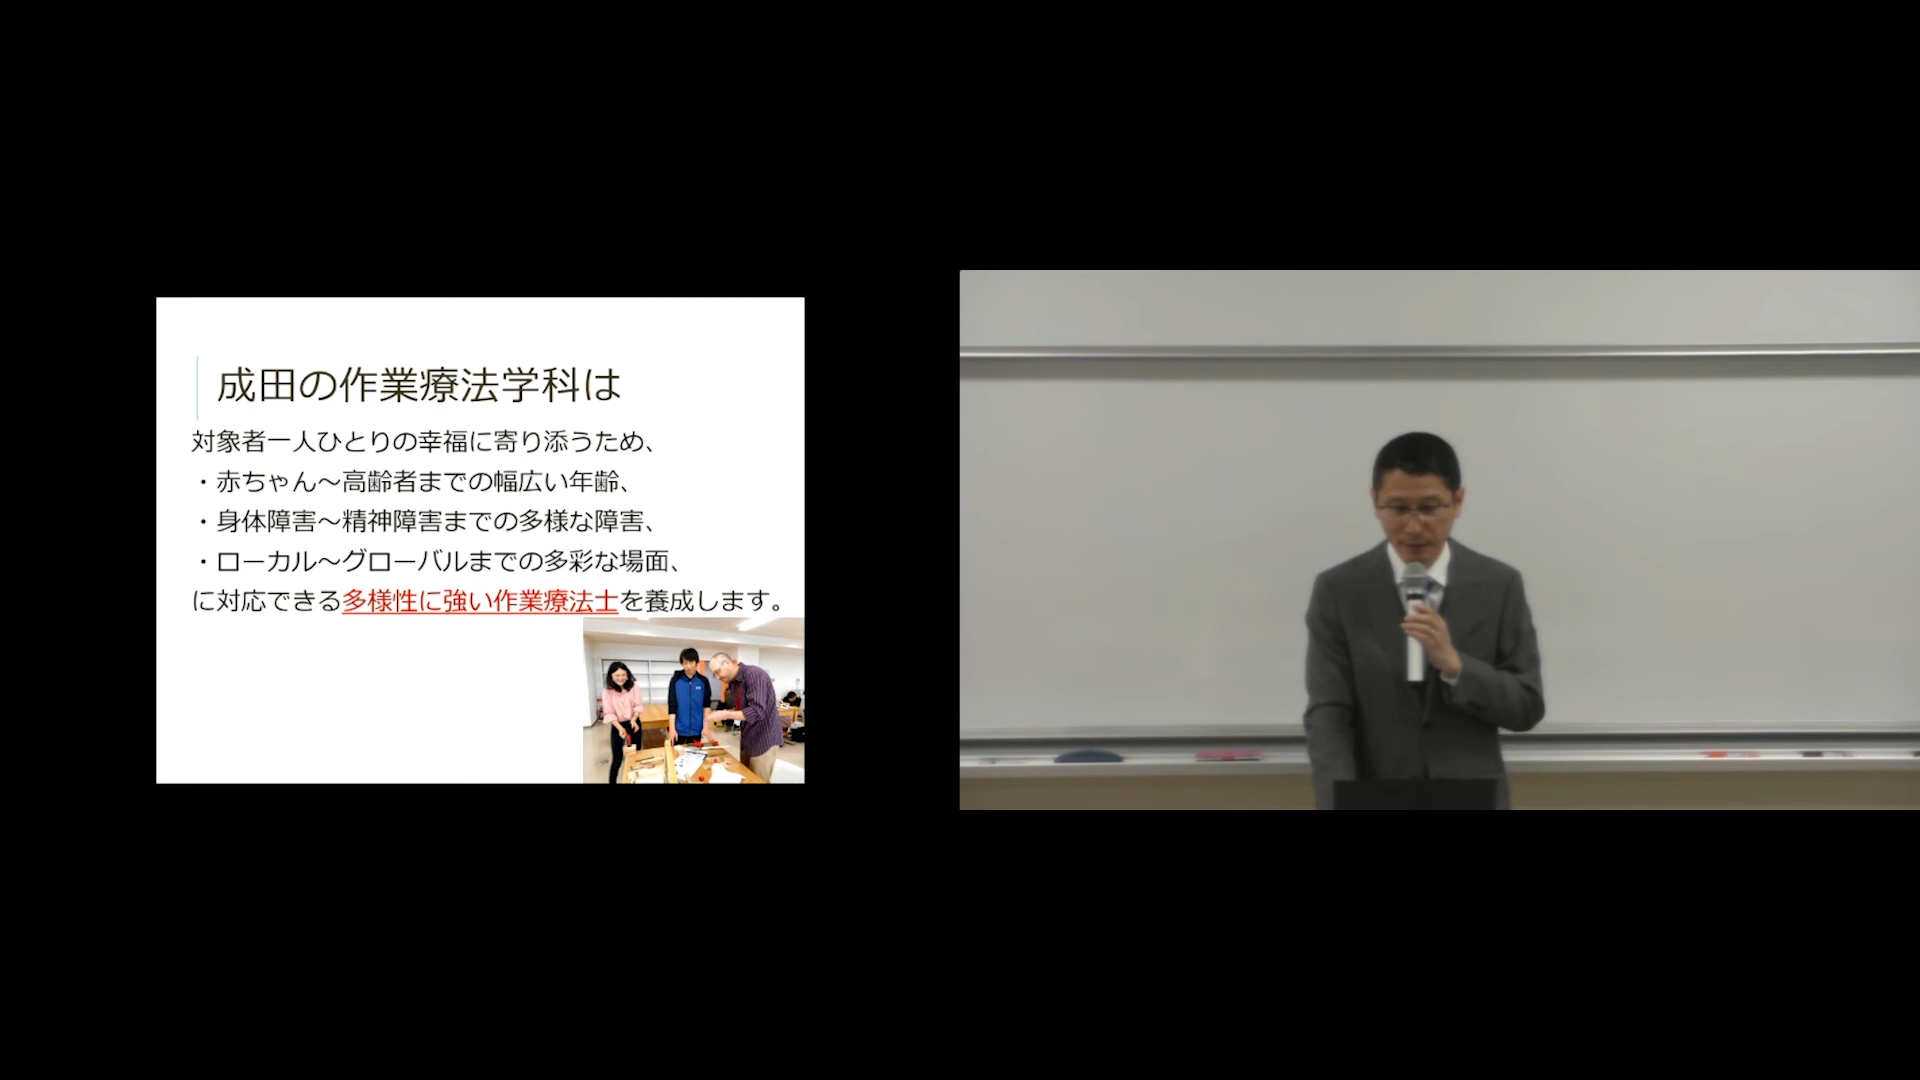 成田の作業療法学科は
対象者一人ひとりの幸福に寄り添うため、
・赤ちゃん～高齢者までの幅広い年齢、
・身体障害～精神障害までの多様な障害、
・ローカル～グローバルまでの多彩な場面、
に対応できる多様性に強い作業療法士を養成します。